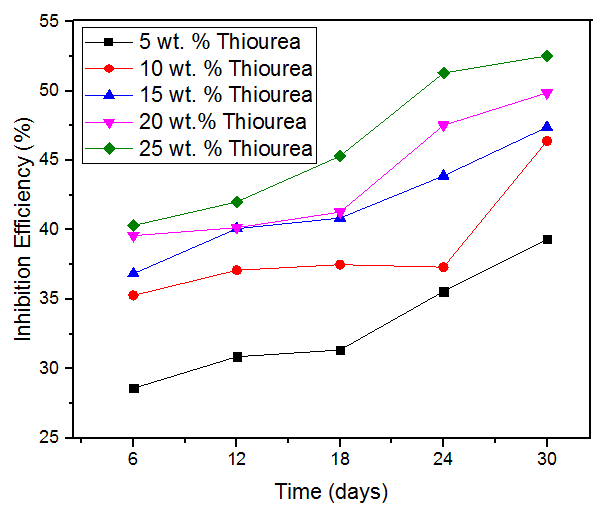 55
50
45
40
35
30
25
Inhibition Efficiency (%)
5 wt. % Thiourea
10 wt. % Thiourea
15 wt. % Thiourea
20 wt.% Thiourea
25 wt. % Thiourea
6 12 18 24 30
Time (days)